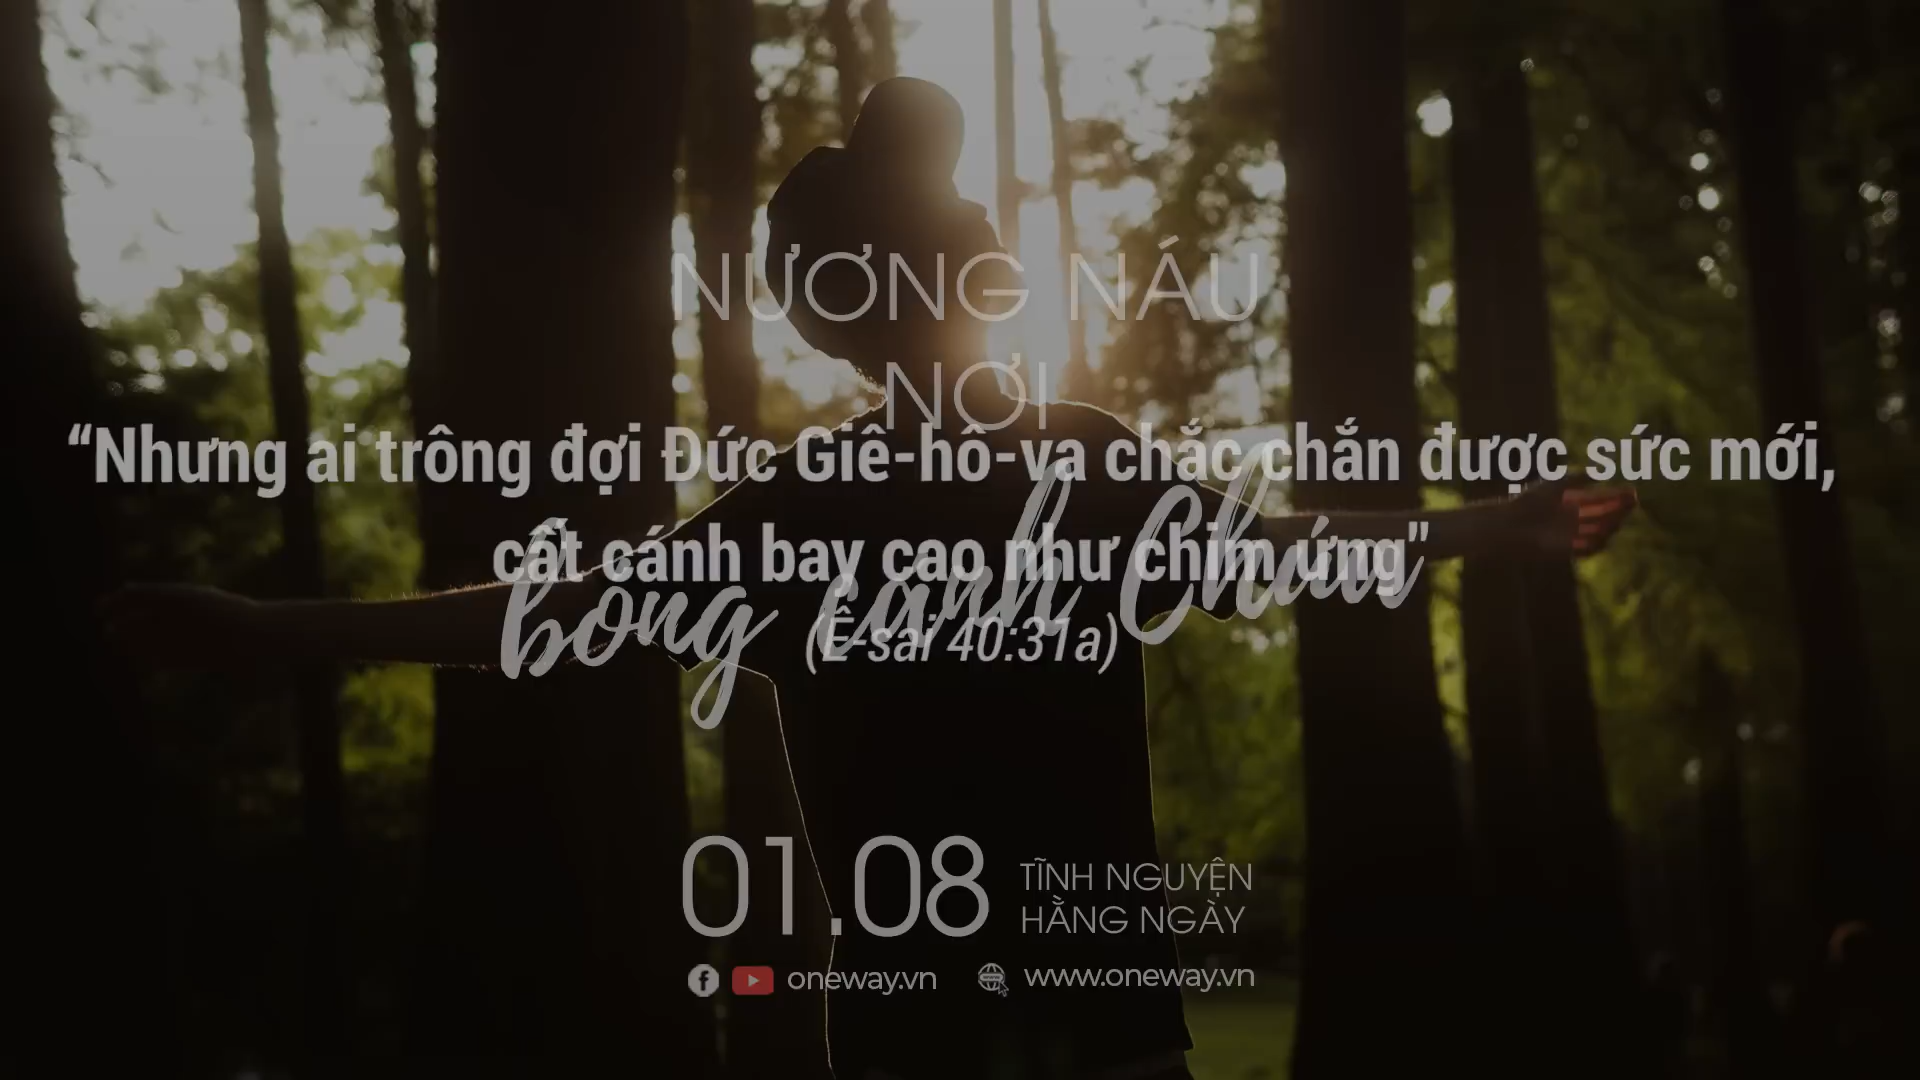 NƯƠNG NÁU
NƠI
“Nhưng ai trông đợi Đức Giê-hô-va chắc chắn được sức mới,
cất cánh bay cao như chim ứng”
bóng cánh Chúa
(Ê-sai 40:31a)
01.08
TĨNH NGUYỆN
HẰNG NGÀY
oneway.vn
www.oneway.vn